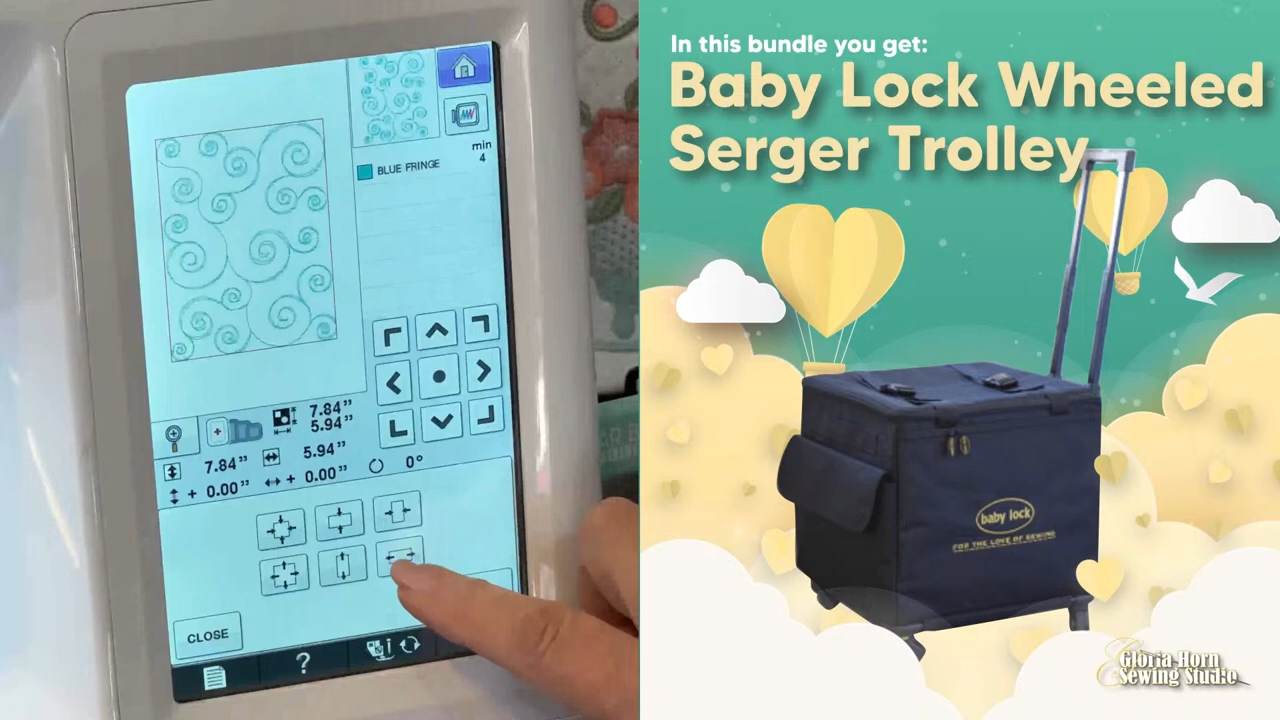 min
4
BLUE FRINGE
7.84"
5.94"
7.84"
5.94"
+ 0.00"
+ 0.00"
0°
CLOSE
?
In this bundle you get:
Baby Lock Wheeled
Serger Trolley
baby lock
FOR THE LOVE OF SEWING
Gloria Horn
Sewing Studio